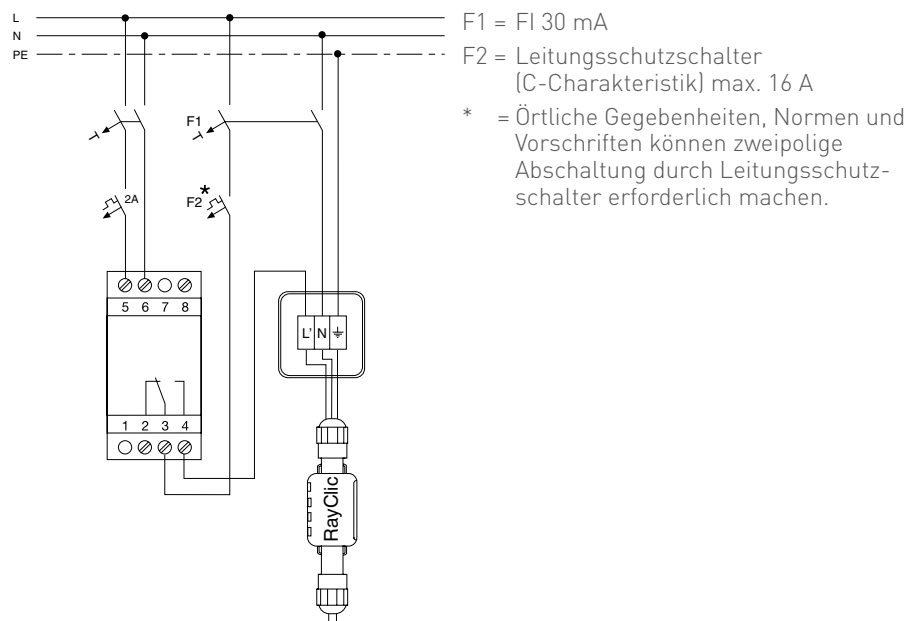 L
N
PE
F1 = FI 30 mA
F2 = Leitungsschutzschalter
(C-Charakteristik) max. 16 A
* = Örtliche Gegebenheiten, Normen und
Vorschriften können zweipolige
Abschaltung durch Leitungsschutz-
schalter erforderlich machen.
F1
*
2A
F2
5 6 7 8
L' N
1 2 3 4
RayClic